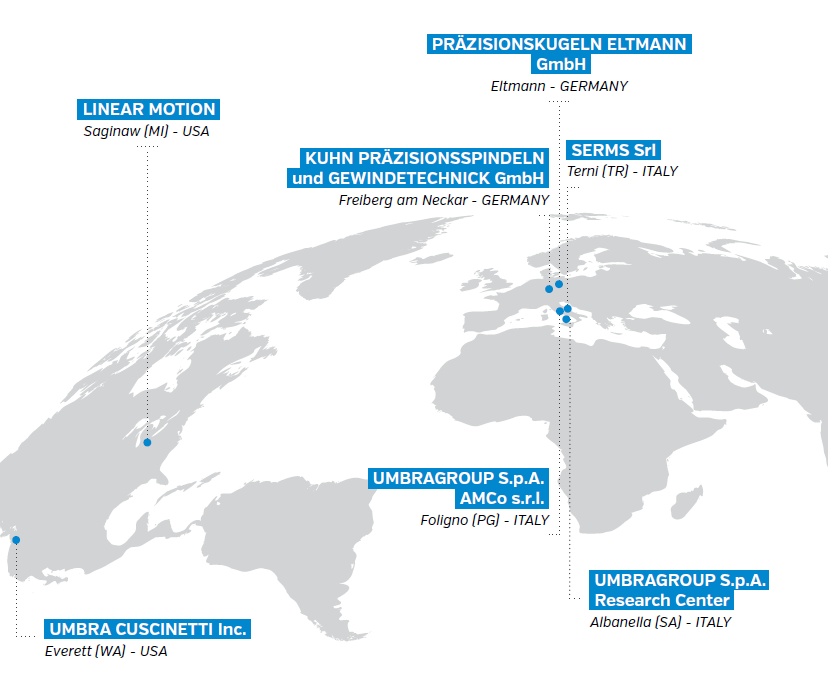 PRÄZISIONSKUGELN ELTMANN
GmbH
Eltmann - GERMANY
LINEAR MOTION
Saginaw (MI) - USA
KUHN PRÄZISIONSSPINDELN
und GEWINDETECHNICK GmbH
Freiberg am Neckar - GERMANY
SERMS Srl
Terni (TR) - ITALY
UMBRAGROUP S.p.A.
AMCo s.r.l.
Foligno (PG) - ITALY
UMBRAGROUP S.p.A.
Research Center
Albanella (SA) - ITALY
UMBRA CUSCINETTI Inc.
Everett (WA) - USA